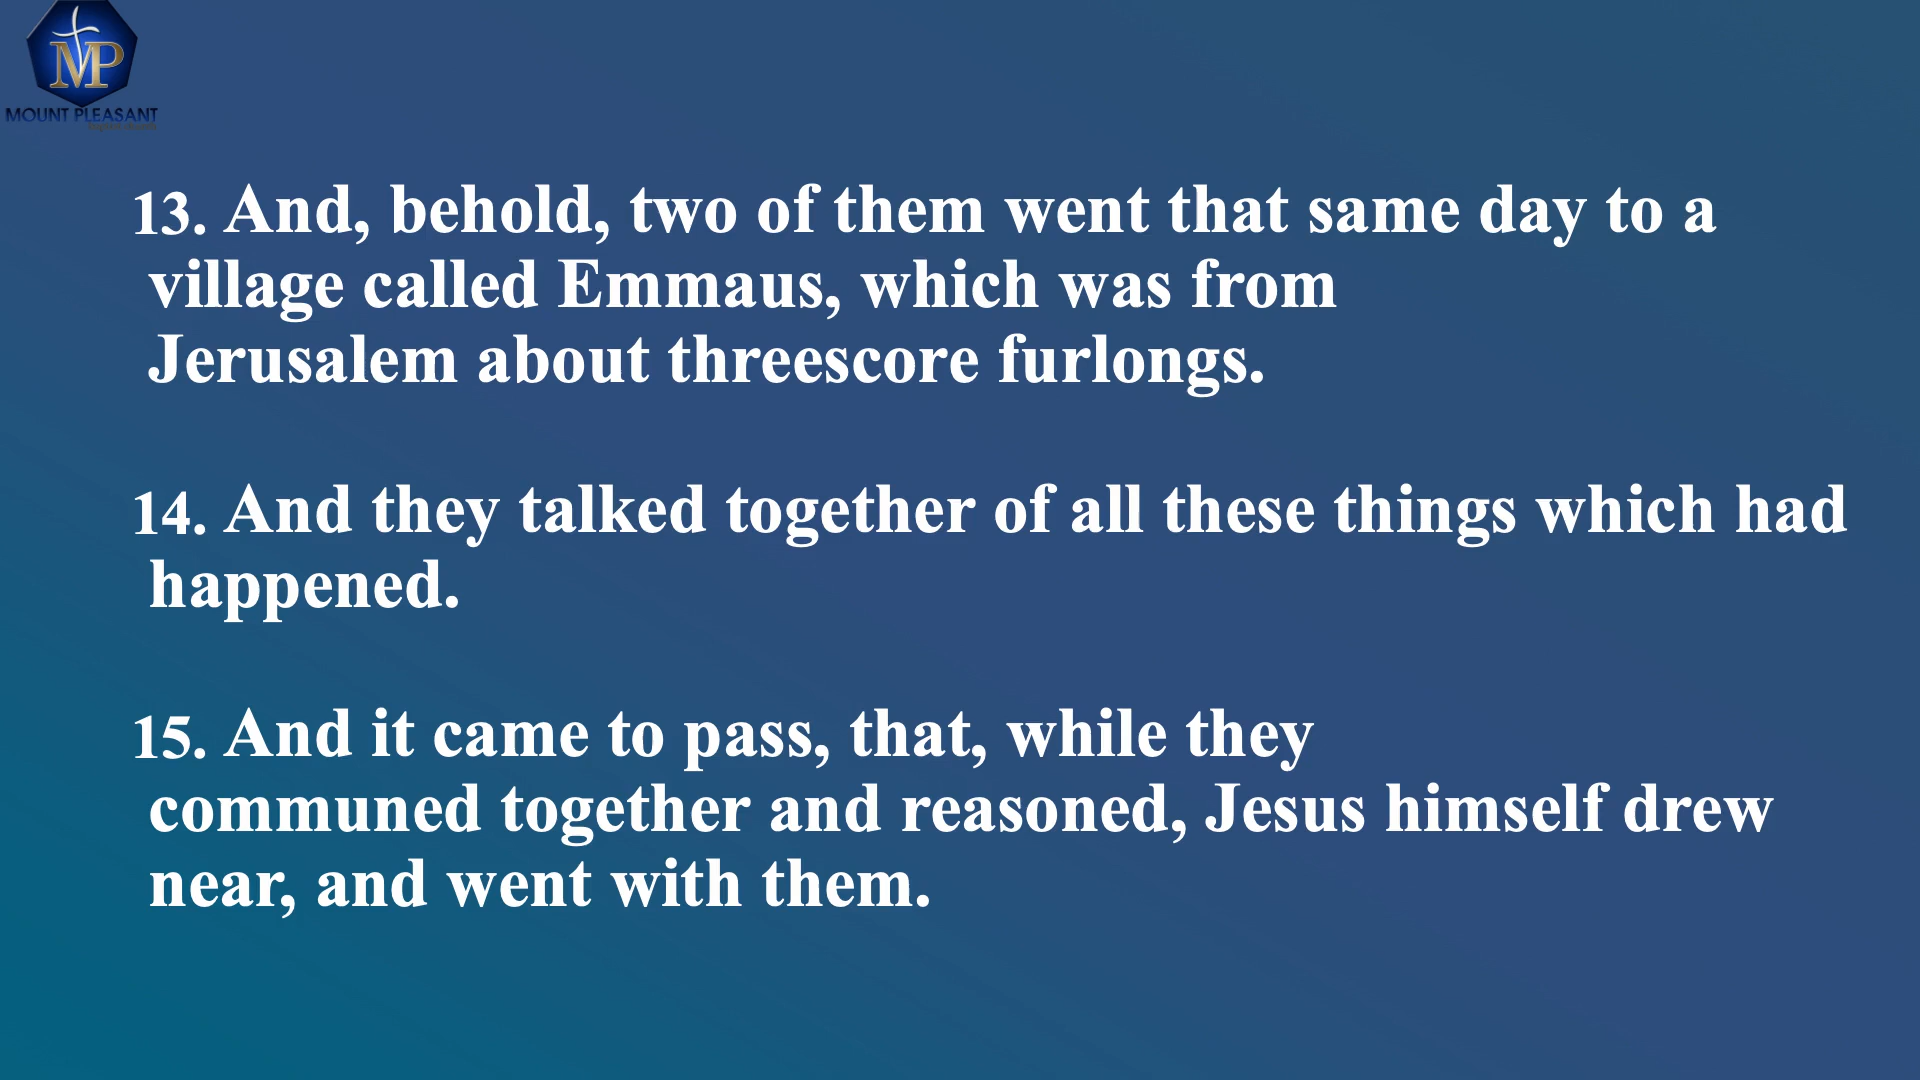 MP
MOUNT PLEASANT
13. And, behold, two of them went that same day to a
village called Emmaus, which was from
Jerusalem about threescore furlongs.
14. And they talked together of all these things which had
happened.
15. And it came to pass, that, while they
communed together and reasoned, Jesus himself drew
near, and went with them.